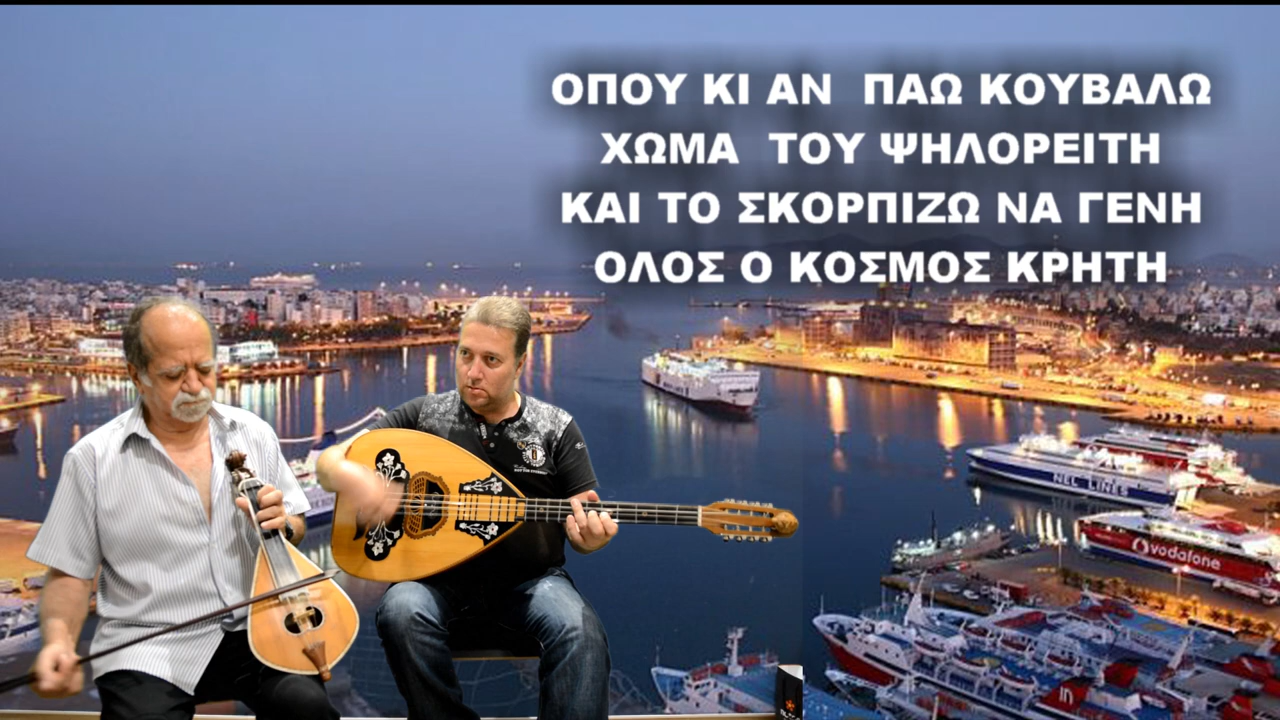 ΟΠΟΥ ΚΙ ΑΝ ΠΑΩ ΚΟΥΒΑΛΩ
ΧΩΜΑ ΤΟΥ ΨΗΛΟΡΕΙΤΗ
ΚΑΙ ΤΟ ΣΚΟΡΠΙΖΩ ΝΑ ΓΕΝΗ
ΟΛΟΣ Ο ΚΟΣΜΟΣ ΚΡΗΤΗ
NEL LINES
vodafone